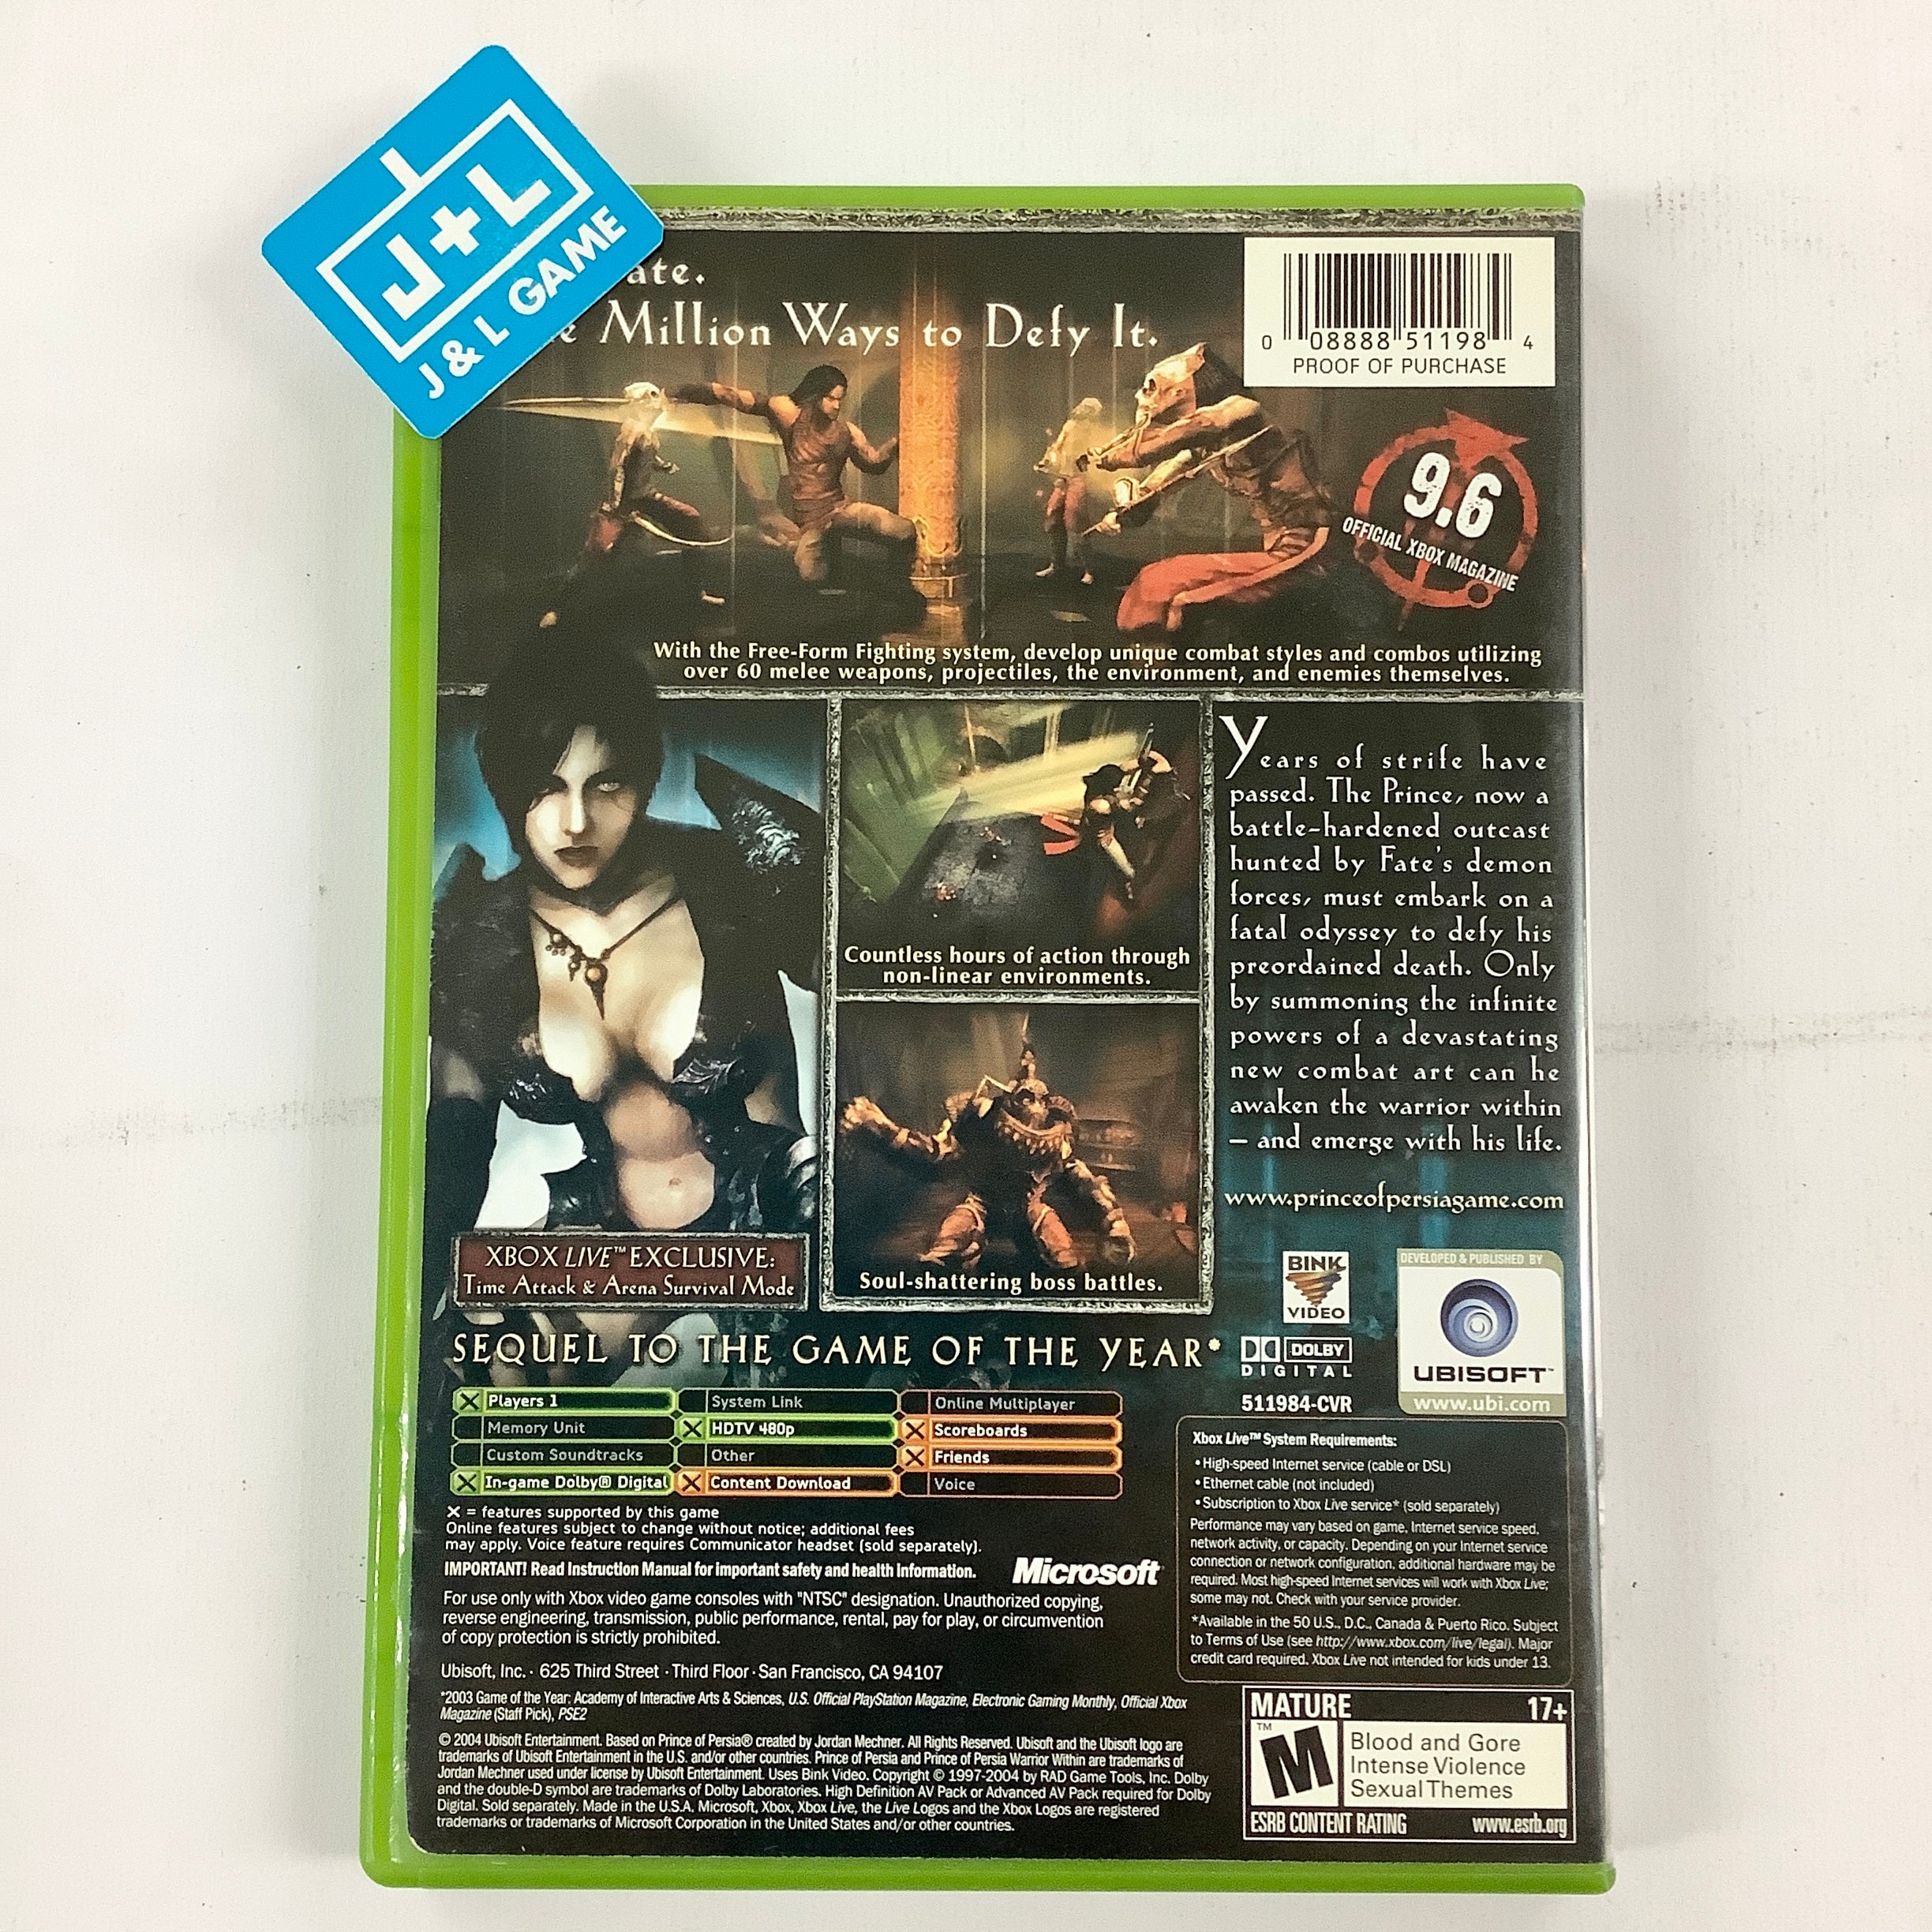 J+L
J & L GAME
ate.
Million Ways to Defy It.
0 08888 51198 4
PROOF OF PURCHASE
9.6
OFFICIAL XBOX MAGAZINE
With the Free-Form Fighting system, develop unique combat styles and combos utilizing
over 60 melee weapons, projectiles, the environment, and enemies themselves.
Countless hours of action through
non-linear environments.
Soul-shattering boss battles.
Years of strife have
passed. The Prince, now a
battle-hardened outcast
hunted by Fate's demon
forces, must embark on a
fatal odyssey to defy his
preordained death. Only
by summoning the infinite
powers of a devastating
new combat art can he
awaken the warrior within
– and emerge with his life.
www.princeofpersiagame.com
XBOX LIVE™ EXCLUSIVE:
Time Attack & Arena Survival Mode
BINK
VIDEO
DEVELOPED & PUBLISHED BY
UBISOFT™
www.ubi.com
SEQUEL TO THE GAME OF THE YEAR*
DOLBY
DIGITAL
511984-CVR
Players 1 System Link Online Multiplayer
Memory Unit HDTV 480p Scoreboards
Custom Soundtracks Other Friends
In-game Dolby® Digital Content Download Voice
X = features supported by this game
Online features subject to change without notice; additional fees
may apply. Voice feature requires Communicator headset (sold separately).
IMPORTANT! Read Instruction Manual for important safety and health Information.
Microsoft
For use only with Xbox video game consoles with "NTSC" designation. Unauthorized copying,
reverse engineering, transmission, public performance, rental, pay for play, or circumvention
of copy protection is strictly prohibited.
Ubisoft, Inc. · 625 Third Street · Third Floor · San Francisco, CA 94107
*2003 Game of the Year: Academy of Interactive Arts & Sciences, U.S. Official PlayStation Magazine, Electronic Gaming Monthly, Official Xbox
Magazine (Staff Pick), PSE2
© 2004 Ubisoft Entertainment. Based on Prince of Persia® created by Jordan Mechner. All Rights Reserved. Ubisoft and the Ubisoft logo are
trademarks of Ubisoft Entertainment in the U.S. and/or other countries. Prince of Persia and Prince of Persia Warrior Within are trademarks of
Jordan Mechner used under license by Ubisoft Entertainment. Uses Bink Video. Copyright © 1997-2004 by RAD Game Tools, Inc. Dolby
and the double-D symbol are trademarks of Dolby Laboratories. High Definition AV Pack or Advanced AV Pack required for Dolby
Digital. Sold separately. Made in the U.S.A. Microsoft, Xbox, Xbox Live, the Live Logos and the Xbox Logos are registered
trademarks or trademarks of Microsoft Corporation in the United States and/or other countries.
Xbox Live™ System Requirements:
• High-speed Internet service (cable or DSL)
• Ethernet cable (not included)
• Subscription to Xbox Live service* (sold separately)
Performance may vary based on game, Internet service speed,
network activity, or capacity. Depending on your Internet service
connection or network configuration, additional hardware may be
required. Most high-speed Internet services will work with Xbox Live;
some may not. Check with your service provider.
*Available in the 50 U.S., D.C., Canada & Puerto Rico. Subject
to Terms of Use (see http://www.xbox.com/live/legal). Major
credit card required. Xbox Live not intended for kids under 13.
MATURE 17+
M™
Blood and Gore
Intense Violence
Sexual Themes
ESRB CONTENT RATING www.esrb.org